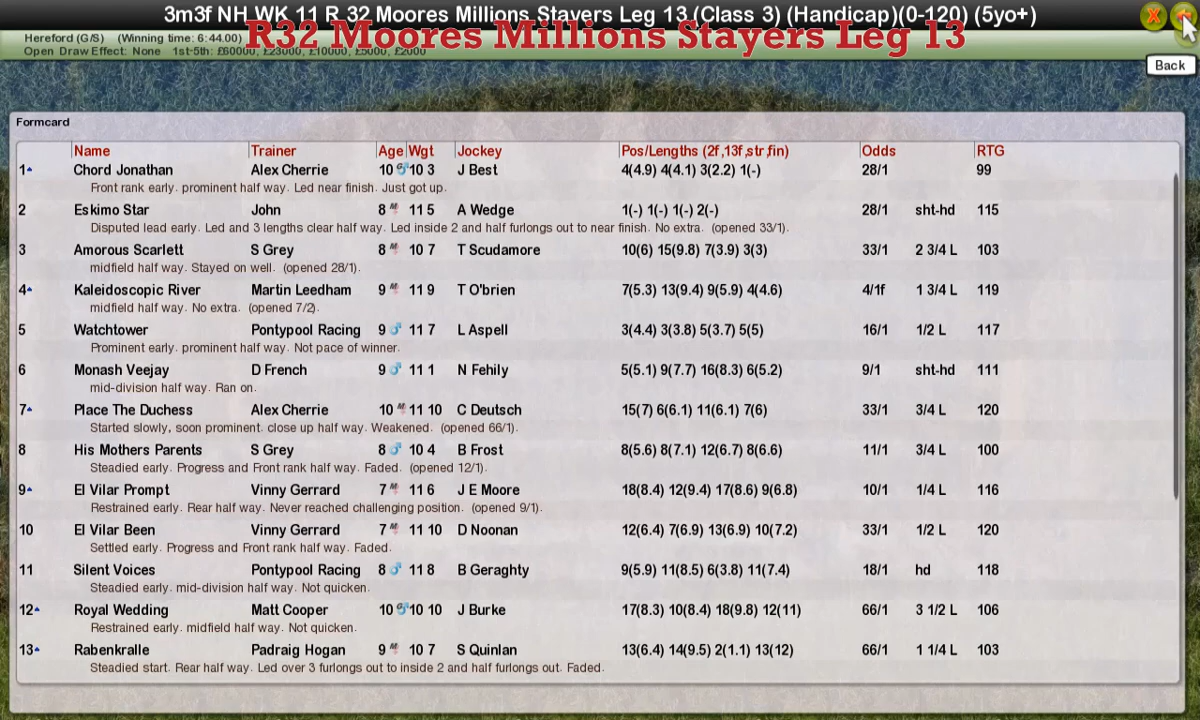 3m3f NH WK 11 R 32 Moores Millions Stayers Leg 13 (Class 3) (Handicap)(0-120) (5yo+)
R32 Moores Millions Stayers Leg 13
Hereford (G/S) (Winning time: 6:44.00)
Open Draw Effect: None 1st-5th: £60000, £23000, £10000, £5000, £2000
X
Back
Formcard
Name Trainer Age Wgt Jockey Pos/Lengths (2f,13f,str,fin) Odds RTG
1 Chord Jonathan Alex Cherrie 10 10 3 J Best 4(4.9) 4(4.1) 3(2.2) 1(-) 28/1 99
Front rank early. prominent half way. Led near finish. Just got up.
2 Eskimo Star John 8 11 5 A Wedge 1(-) 1(-) 1(-) 2(-) 28/1 sht-hd 115
Disputed lead early. Led and 3 lengths clear half way. Led inside 2 and half furlongs out to near finish. No extra. (opened 33/1).
3 Amorous Scarlett S Grey 8 10 7 T Scudamore 10(6) 15(9.8) 7(3.9) 3(3) 33/1 2 3/4 L 103
midfield half way. Stayed on well. (opened 28/1).
4 Kaleidoscopic River Martin Leedham 9 11 9 T O'brien 7(5.3) 13(9.4) 9(5.9) 4(4.6) 4/1f 1 3/4 L 119
midfield half way. No extra. (opened 7/2).
5 Watchtower Pontypool Racing 9 11 7 L Aspell 3(4.4) 3(3.8) 5(3.7) 5(5) 16/1 1/2 L 117
Prominent early. prominent half way. Not pace of winner.
6 Monash Veejay D French 9 11 1 N Fehily 5(5.1) 9(7.7) 16(8.3) 6(5.2) 9/1 sht-hd 111
mid-division half way. Ran on.
7 Place The Duchess Alex Cherrie 10 11 10 C Deutsch 15(7) 6(6.1) 11(6.1) 7(6) 33/1 3/4 L 120
Started slowly, soon prominent. close up half way. Weakened. (opened 66/1).
8 His Mothers Parents S Grey 8 10 4 B Frost 8(5.6) 8(7.1) 12(6.7) 8(6.6) 11/1 3/4 L 100
Steadied early. Progress and Front rank half way. Faded. (opened 12/1).
9 El Vilar Prompt Vinny Gerrard 7 11 6 J E Moore 18(8.4) 12(9.4) 17(8.6) 9(6.8) 10/1 1/4 L 116
Restrained early. Rear half way. Never reached challenging position. (opened 9/1).
10 El Vilar Been Vinny Gerrard 7 11 10 D Noonan 12(6.4) 7(6.9) 13(6.9) 10(7.2) 33/1 1/2 L 120
Settled early. Progress and Front rank half way. Faded.
11 Silent Voices Pontypool Racing 8 11 8 B Geraghty 9(5.9) 11(8.5) 6(3.8) 11(7.4) 18/1 hd 118
Steadied early. mid-division half way. Not quicken.
12 Royal Wedding Matt Cooper 10 10 10 J Burke 17(8.3) 10(8.4) 18(9.8) 12(11) 66/1 3 1/2 L 106
Restrained early. midfield half way. Not quicken.
13 Rabenkralle Padraig Hogan 9 10 7 S Quinlan 13(6.4) 14(9.5) 2(1.1) 13(12) 66/1 1 1/4 L 103
Steadied start. Rear half way. Led over 3 furlongs out to inside 2 and half furlongs out. Faded.